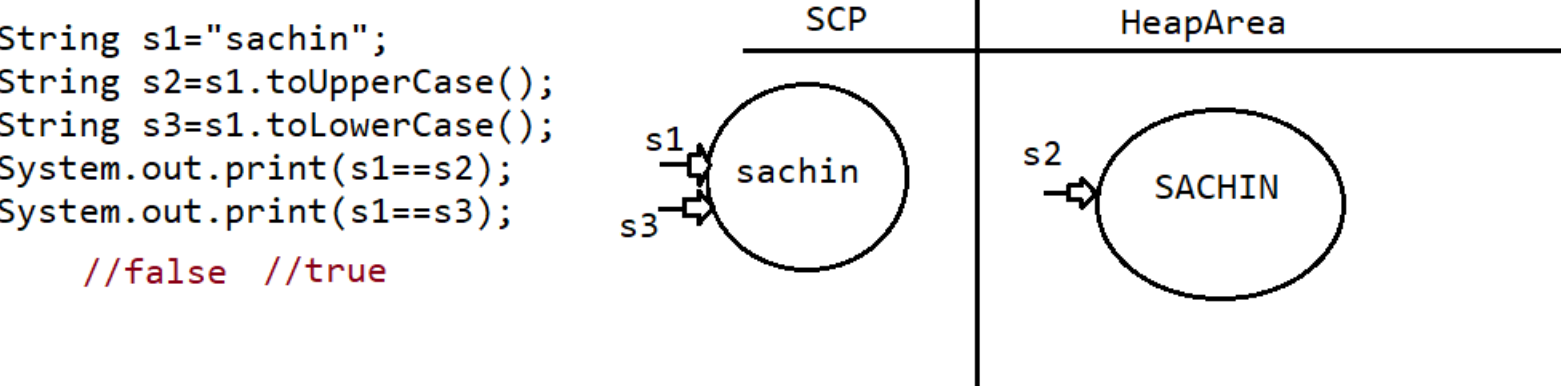 String s1="sachin";
String s2=s1.toUpperCase();
String s3=s1.toLowerCase();
System.out.print(s1==s2);
System.out.print(s1==s3);
//false //true
SCP
HeapArea
s1
sachin
s3
s2
SACHIN